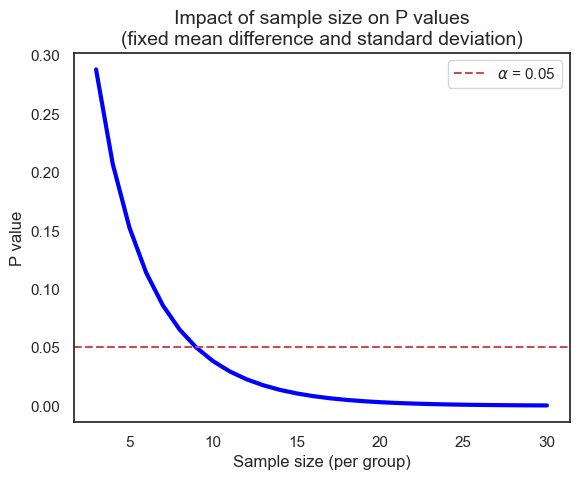 Impact of sample size on P values
(fixed mean difference and standard deviation)
α = 0.05
0.30
0.25
0.20
0.15
0.10
0.05
0.00
P value
5
10
15
20
25
30
Sample size (per group)